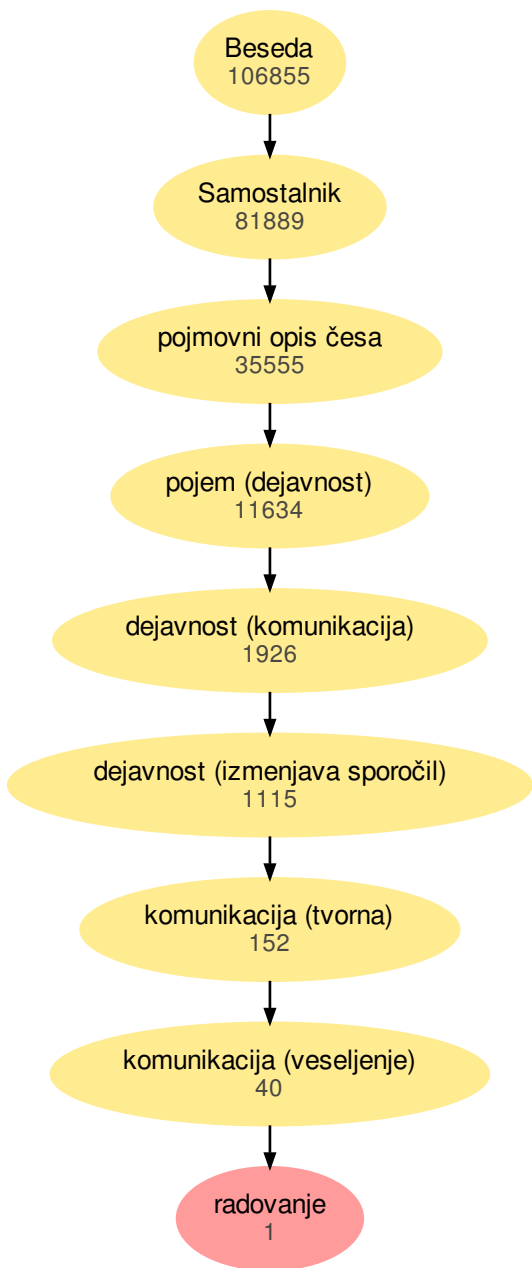 Beseda
106855
Samostalnik
81889
pojmovni opis česa
35555
pojem (dejavnost)
11634
dejavnost (komunikacija)
1926
dejavnost (izmenjava sporočil)
1115
komunikacija (tvorna)
152
komunikacija (veseljenje)
40
radovanje
1